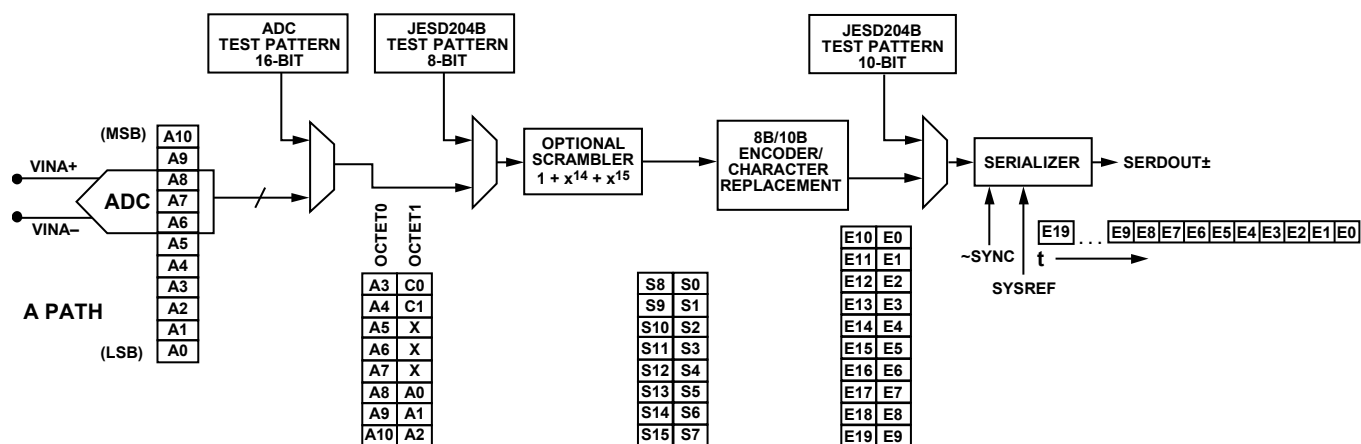 ADC
TEST PATTERN
16-BIT
JESD204B
TEST PATTERN
8-BIT
JESD204B
TEST PATTERN
10-BIT
(MSB)
A10
A9
A8
A7
A6
A5
A4
A3
A2
A1
A0
(LSB)
VINA+
VINA–
ADC
A PATH
OCTET0
OCTET1
A3 C0
A4 C1
A5 X
A6 X
A7 X
A8 A0
A9 A1
A10 A2
OPTIONAL
SCRAMBLER
1 + x¹⁴ + x¹⁵
S8 S0
S9 S1
S10 S2
S11 S3
S12 S4
S13 S5
S14 S6
S15 S7
8B/10B
ENCODER/
CHARACTER
REPLACEMENT
E10 E0
E11 E1
E12 E2
E13 E3
E14 E4
E15 E5
E16 E6
E17 E7
E18 E8
E19 E9
SERIALIZER
SERDOUT±
~SYNC
SYSREF
E19 . . . E9 E8 E7 E6 E5 E4 E3 E2 E1 E0
t